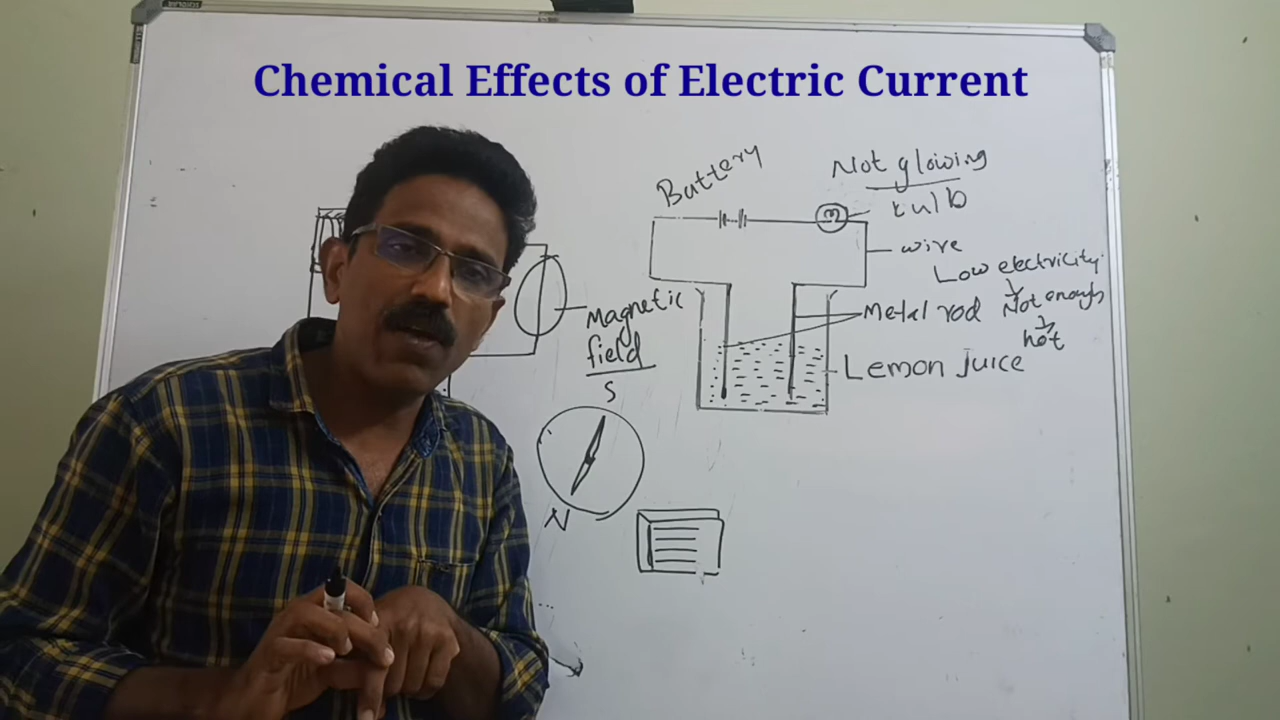 Chemical Effects of Electric Current
Battery
Not glowing
bulb
wire
Low electricity
Not enough
hot
Metal rod
Lemon juice
Magnetic
field
S
N